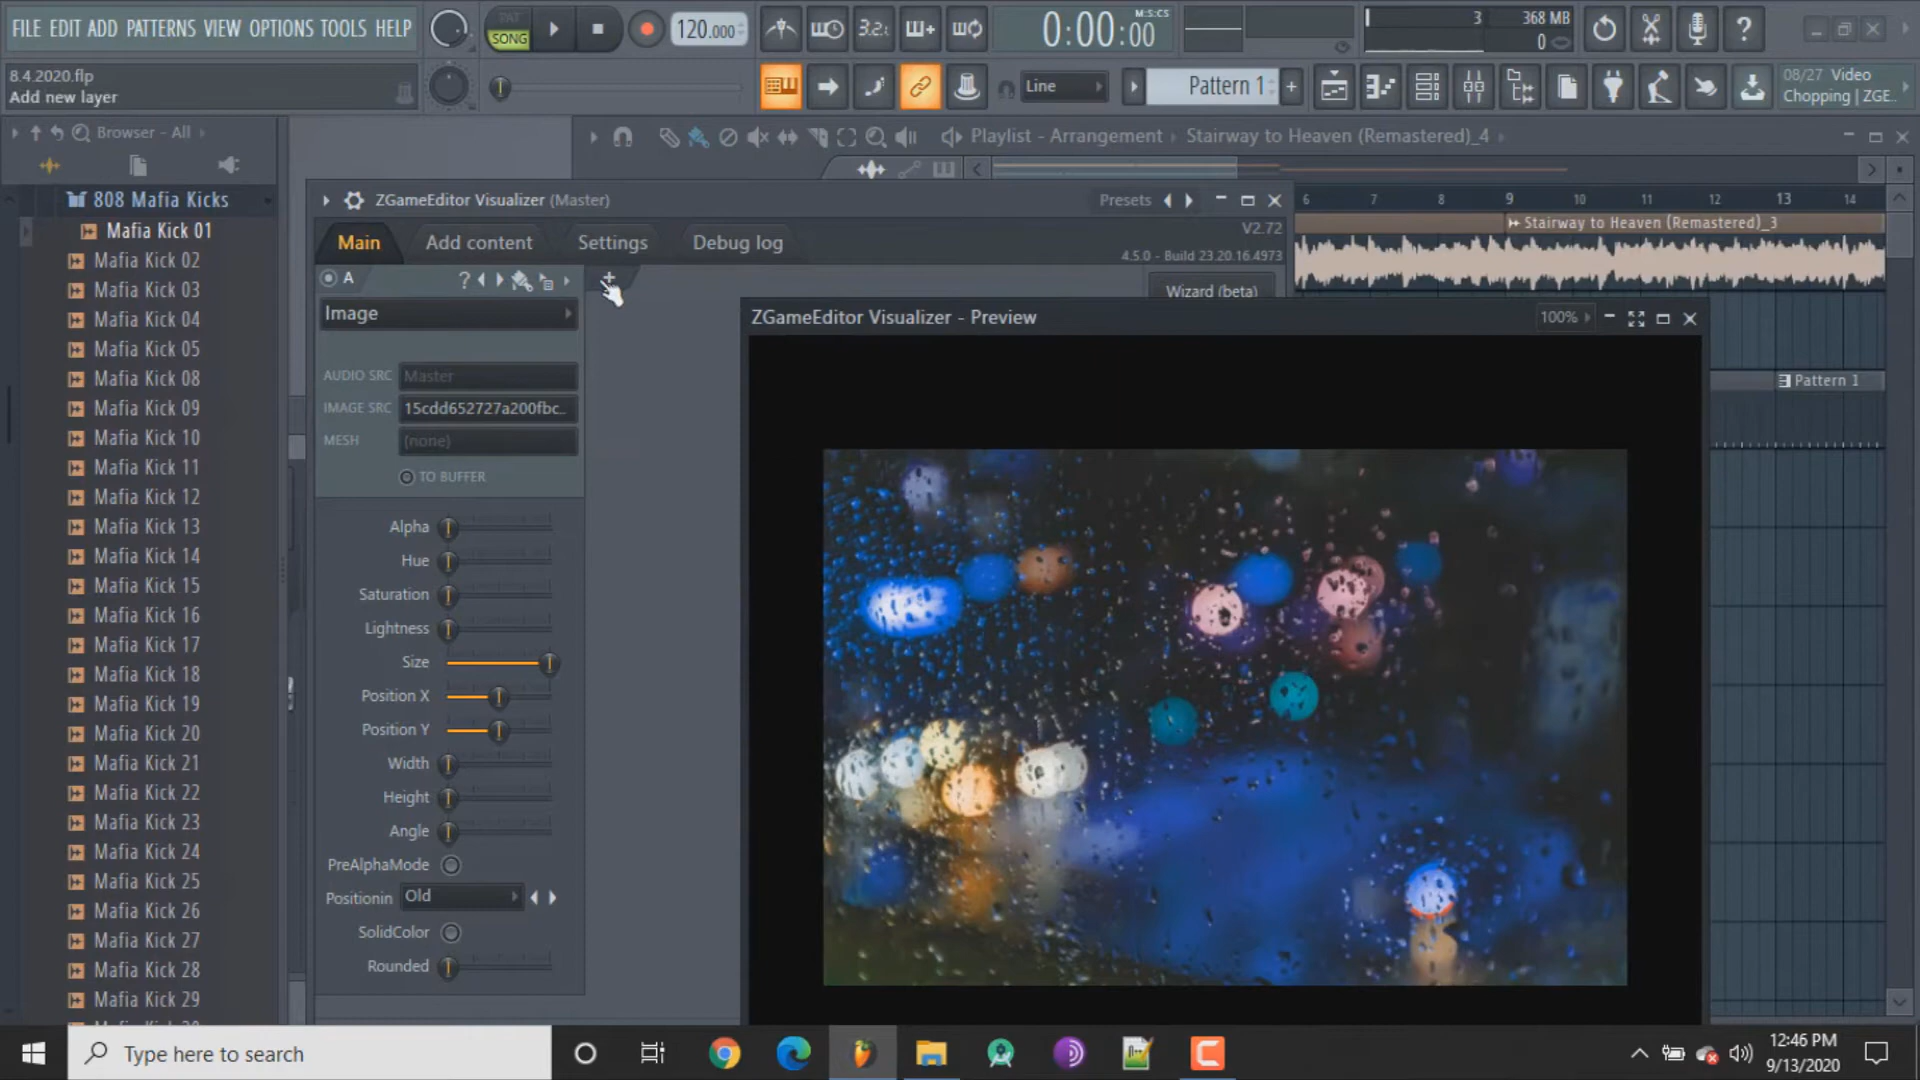 FILE EDIT ADD PATTERNS VIEW OPTIONS TOOLS HELP
PAT
SONG
120.000
3.2
0:00:00
M:S:CS
3
368 MB
0
8.4.2020.flp
Add new layer
Line
Pattern 1
08/27 Video
Chopping | ZGE..
Browser - All
Playlist - Arrangement
Stairway to Heaven (Remastered)_4
808 Mafia Kicks
Mafia Kick 01
Mafia Kick 02
Mafia Kick 03
Mafia Kick 04
Mafia Kick 05
Mafia Kick 08
Mafia Kick 09
Mafia Kick 10
Mafia Kick 11
Mafia Kick 12
Mafia Kick 13
Mafia Kick 14
Mafia Kick 15
Mafia Kick 16
Mafia Kick 17
Mafia Kick 18
Mafia Kick 19
Mafia Kick 20
Mafia Kick 21
Mafia Kick 22
Mafia Kick 23
Mafia Kick 24
Mafia Kick 25
Mafia Kick 26
Mafia Kick 27
Mafia Kick 28
Mafia Kick 29
ZGameEditor Visualizer (Master)
Presets
Main
Add content
Settings
Debug log
V2.72
4.5.0 - Build 23.20.16.4973
A
Wizard (beta)
Image
AUDIO SRC Master
IMAGE SRC 15cdd652727a200fbc..
MESH (none)
TO BUFFER
Alpha
Hue
Saturation
Lightness
Size
Position X
Position Y
Width
Height
Angle
PreAlphaMode
Positionin Old
SolidColor
Rounded
ZGameEditor Visualizer - Preview
100%
6 7 8 9 10 11 12 13 14
Stairway to Heaven (Remastered)_3
Pattern 1
Type here to search
12:46 PM
9/13/2020